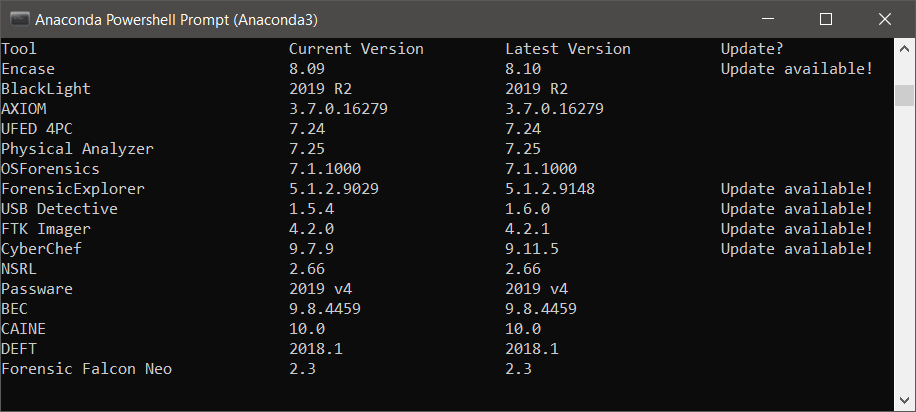 Anaconda Powershell Prompt (Anaconda3)
Tool Current Version Latest Version Update?
Encase 8.09 8.10 Update available!
BlackLight 2019 R2 2019 R2
AXIOM 3.7.0.16279 3.7.0.16279
UFED 4PC 7.24 7.24
Physical Analyzer 7.25 7.25
OSForensics 7.1.1000 7.1.1000
ForensicExplorer 5.1.2.9029 5.1.2.9148 Update available!
USB Detective 1.5.4 1.6.0 Update available!
FTK Imager 4.2.0 4.2.1 Update available!
CyberChef 9.7.9 9.11.5 Update available!
NSRL 2.66 2.66
Passware 2019 v4 2019 v4
BEC 9.8.4459 9.8.4459
CAINE 10.0 10.0
DEFT 2018.1 2018.1
Forensic Falcon Neo 2.3 2.3